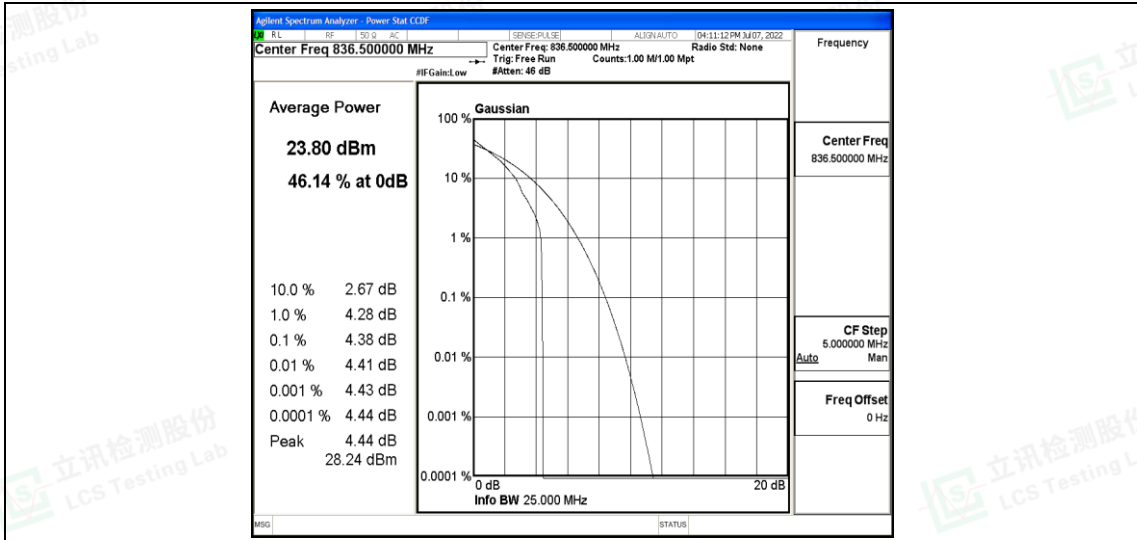 Agilent Spectrum Analyzer - Power Stat CCDF
LXI RL RF 50 Ω AC SENSE:PULSE ALIGNAUTO 04:11:12 PM Jul 07, 2022
Center Freq 836.500000 MHz
Center Freq: 836.500000 MHz Radio Std: None
Trig: Free Run Counts:1.00 M/1.00 Mpt
#IFGain:Low #Atten: 46 dB
Frequency
Average Power
23.80 dBm
46.14 % at 0dB
10.0 % 2.67 dB
1.0 % 4.28 dB
0.1 % 4.38 dB
0.01 % 4.41 dB
0.001 % 4.43 dB
0.0001 % 4.44 dB
Peak 4.44 dB
28.24 dBm
Gaussian
100 %
10 %
1 %
0.1 %
0.01 %
0.001 %
0.0001 %
0 dB 20 dB
Info BW 25.000 MHz
Center Freq
836.500000 MHz
CF Step
5.000000 MHz
Auto Man
Freq Offset
0 Hz
MSG STATUS
立讯检测股份
LCS Testing Lab
立讯检测股份
LCS Testing L